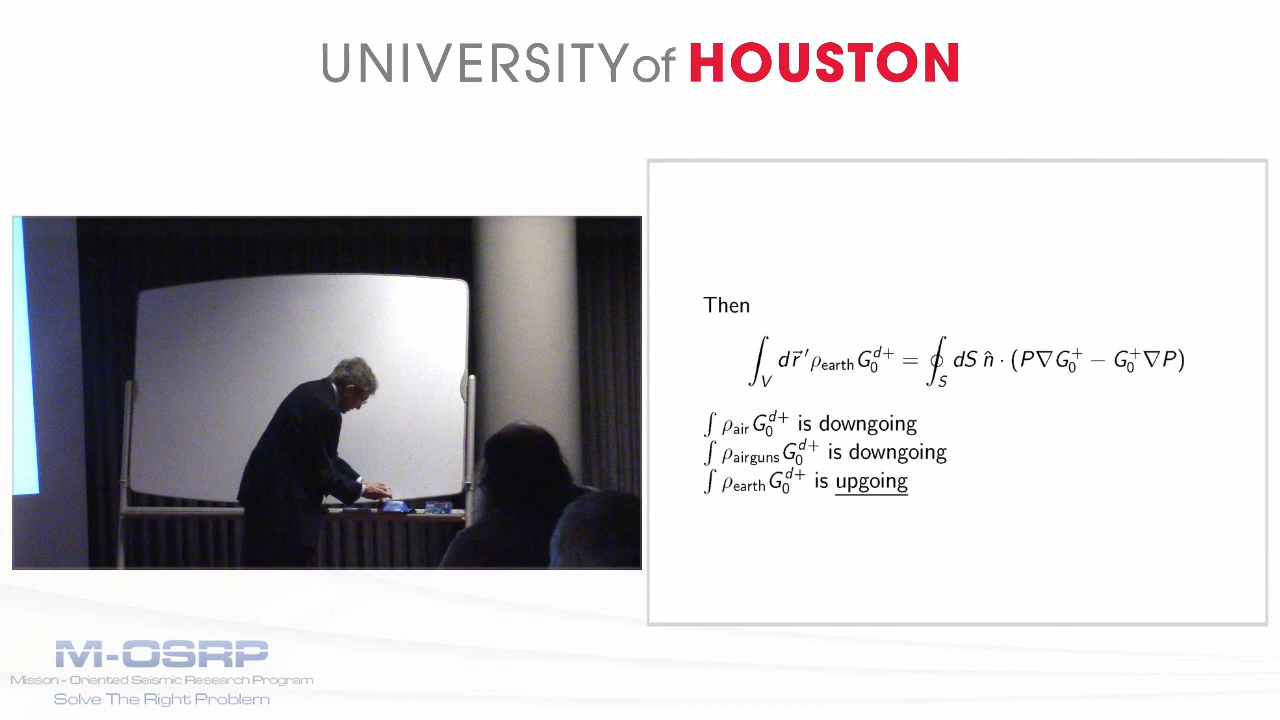 UNIVERSITY of HOUSTON
Then
∫_V d\vec{r}′ρ_earth G_0^{d+} = ∮_S dS n̂ · (P∇G_0^+ − G_0^+∇P)
∫ ρ_air G_0^{d+} is downgoing
∫ ρ_airguns G_0^{d+} is downgoing
∫ ρ_earth G_0^{d+} is upgoing
M-OSRP
Misson - Oriented Seismic Research Program
Solve The Right Problem